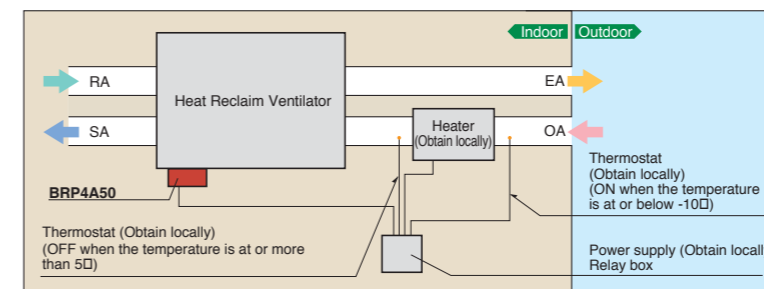 Indoor
Outdoor
RA
EA
Heat Reclaim Ventilator
SA
Heater
(Obtain locally)
OA
BRP4A50
Thermostat
(Obtain locally)
(ON when the temperature
is at or below -10□)
Thermostat (Obtain locally)
(OFF when the temperature is at or more
than 5□)
Power supply (Obtain locall
Relay box